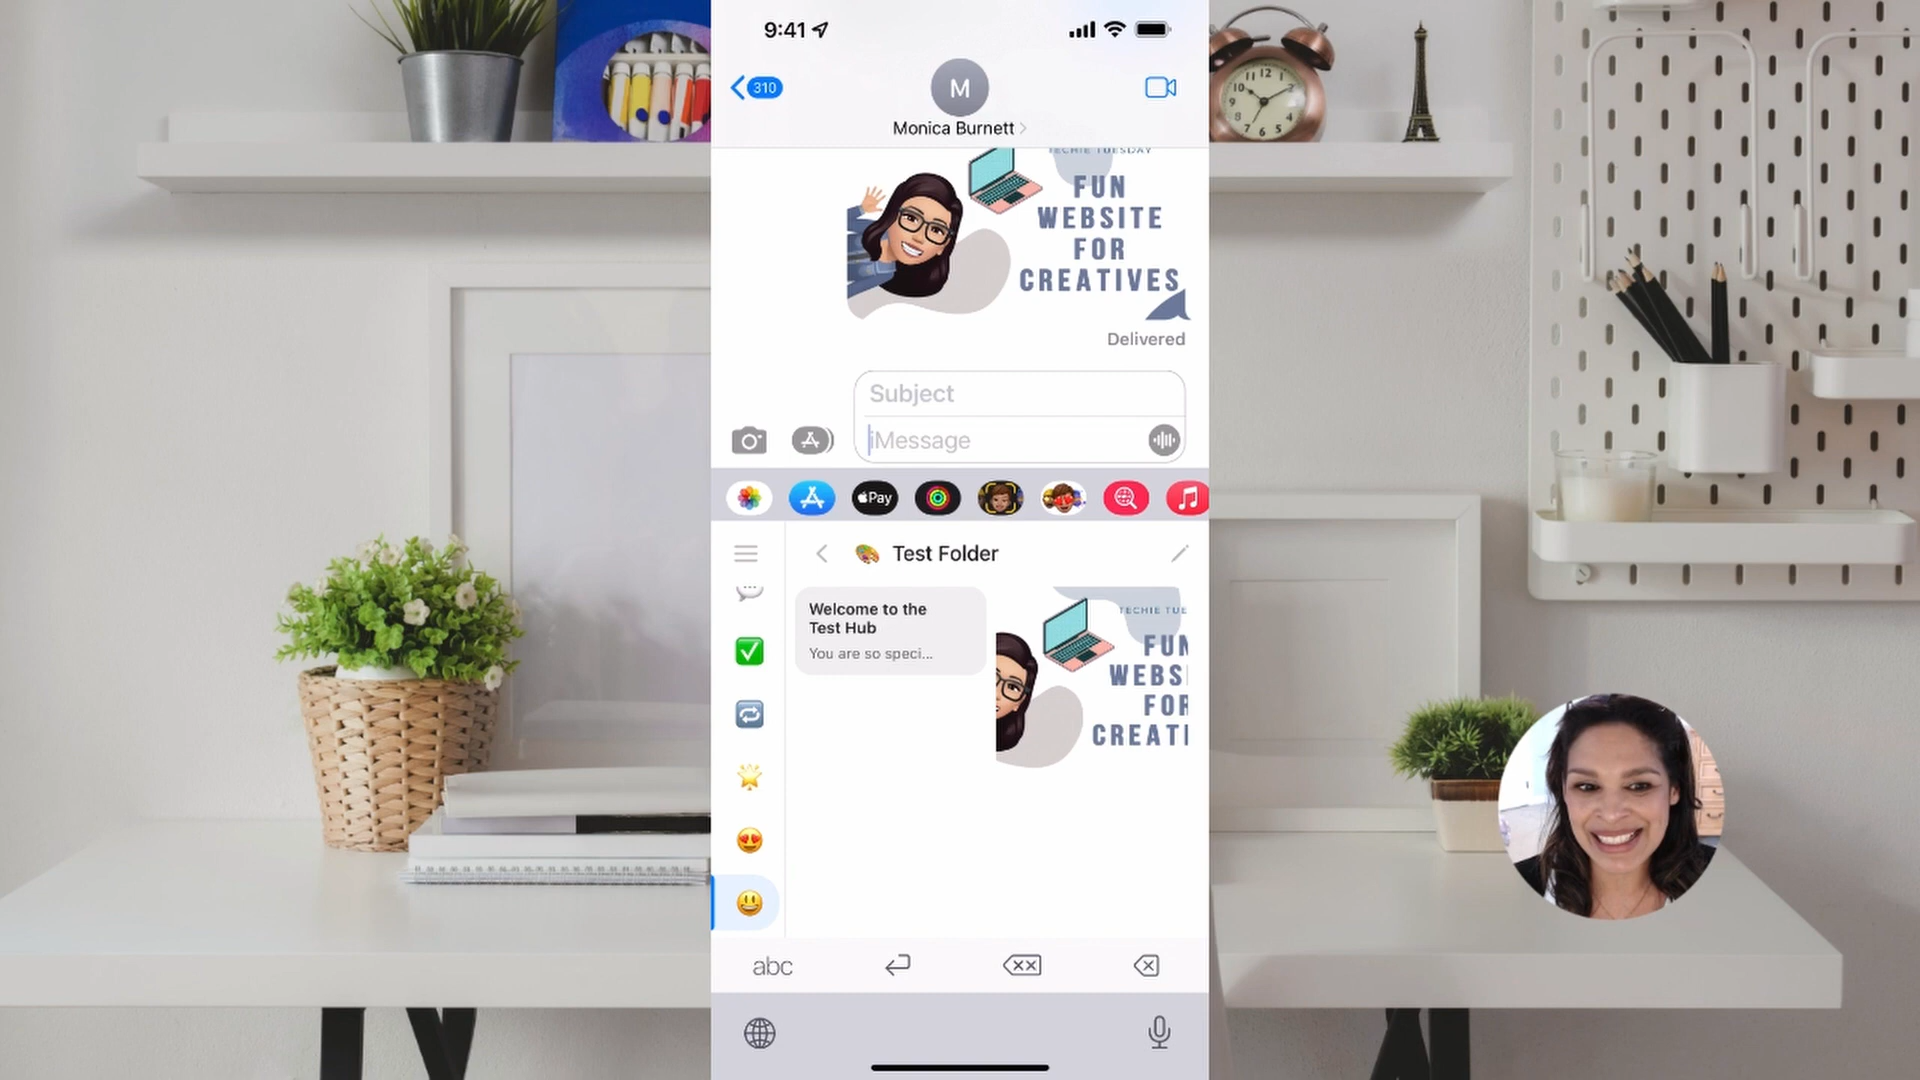 9:41
310
M
Monica Burnett
TECHIE TUESDAY
FUN
WEBSITE
FOR
CREATIVES
Delivered
Subject
iMessage
Pay
Test Folder
Welcome to the
Test Hub
You are so speci...
TECHIE TUE
FUN
WEBS
FOR
CREATI
abc